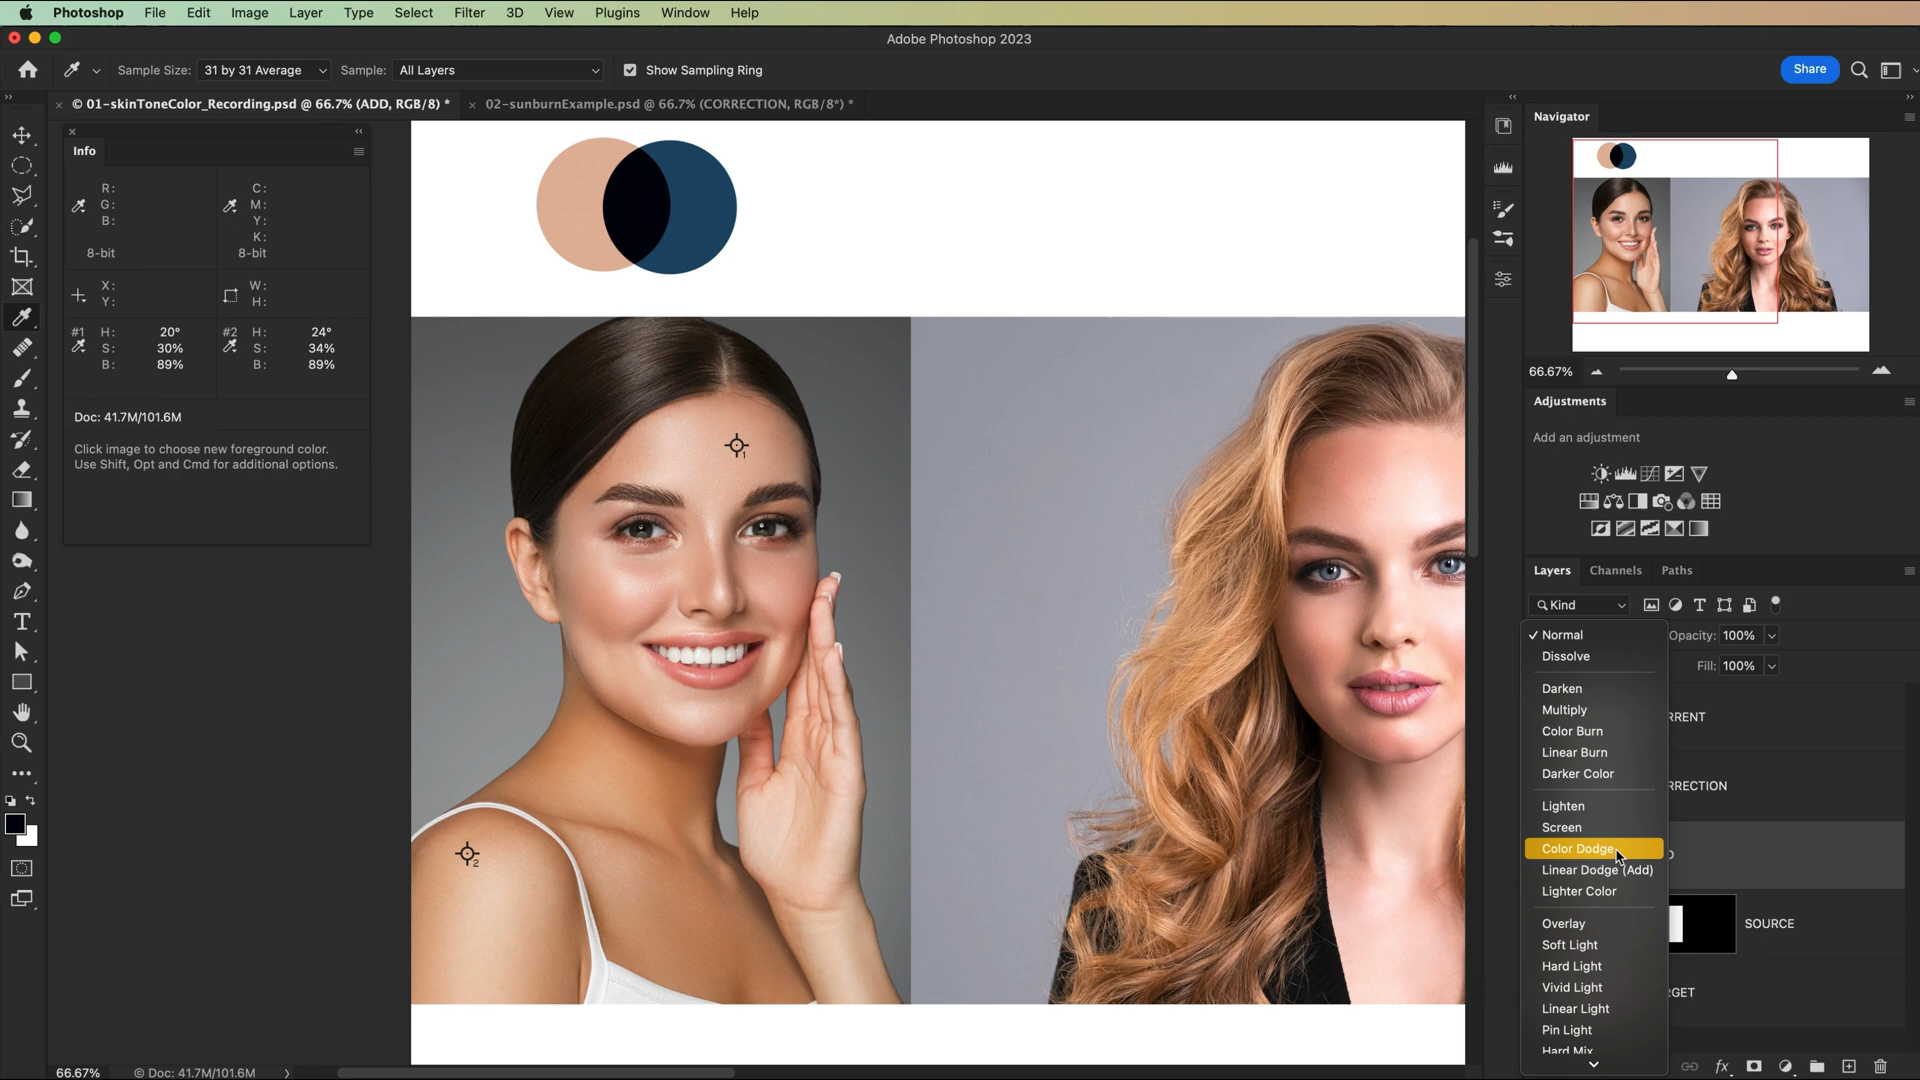 Photoshop File Edit Image Layer Type Select Filter 3D View Plugins Window Help
Adobe Photoshop 2023
Sample Size: 31 by 31 Average Sample: All Layers Show Sampling Ring Share
× © 01-skinToneColor_Recording.psd @ 66.7% (ADD, RGB/8) * × 02-sunburnExample.psd @ 66.7% (CORRECTION, RGB/8*) *
Info
R: C:
G: M:
B: Y:
K:
8-bit 8-bit
X: W:
Y: H:
#1 H: 20° #2 H: 24°
S: 30% S: 34%
B: 89% B: 89%
Doc: 41.7M/101.6M
Click image to choose new foreground color.
Use Shift, Opt and Cmd for additional options.
1
2
Navigator
66.67%
Adjustments
Add an adjustment
Layers Channels Paths
Kind
Opacity: 100%
Fill: 100%
✓ Normal
Dissolve
Darken
Multiply
Color Burn
Linear Burn
Darker Color
Lighten
Screen
Color Dodge
Linear Dodge (Add)
Lighter Color
Overlay
Soft Light
Hard Light
Vivid Light
Linear Light
Pin Light
Hard Mix
RRENT
RRECTION
D
SOURCE
RGET
fx
66.67% © Doc: 41.7M/101.6M